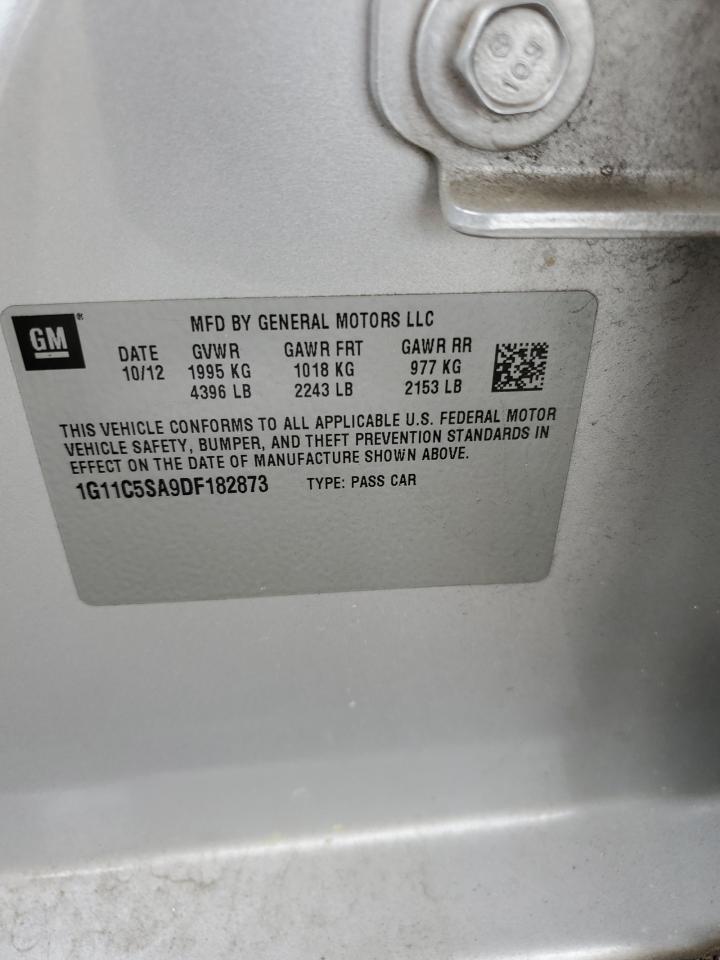 109
GM®
MFD BY GENERAL MOTORS LLC
DATE GVWR GAWR FRT GAWR RR
10/12 1995 KG 1018 KG 977 KG
4396 LB 2243 LB 2153 LB
THIS VEHICLE CONFORMS TO ALL APPLICABLE U.S. FEDERAL MOTOR
VEHICLE SAFETY, BUMPER, AND THEFT PREVENTION STANDARDS IN
EFFECT ON THE DATE OF MANUFACTURE SHOWN ABOVE.
1G11C5SA9DF182873 TYPE: PASS CAR